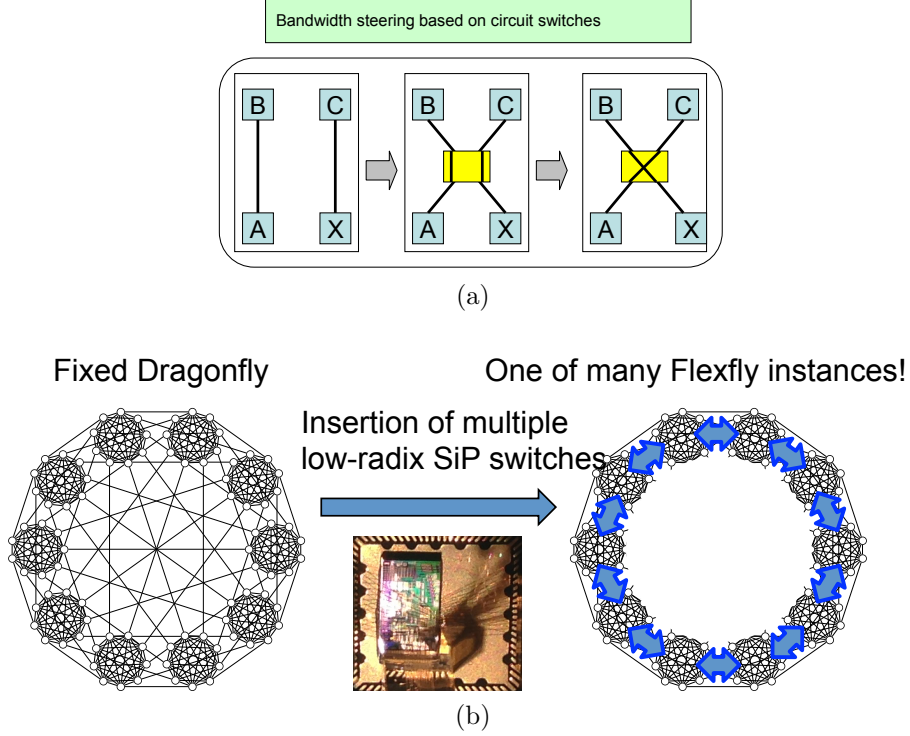 Bandwidth steering based on circuit switches
B C B C B C
A X A X A X
(a)
Fixed Dragonfly One of many Flexfly instances!
Insertion of multiple
low-radix SiP switches
(b)